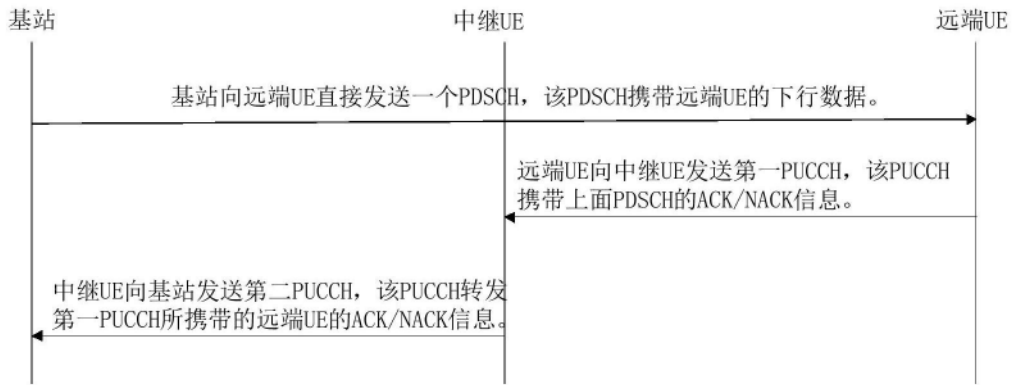 基站
中继UE
远端UE
基站向远端UE直接发送一个PDSCH，该PDSCH携带远端UE的下行数据。
远端UE向中继UE发送第一PUCCH，该PUCCH
携带上面PDSCH的ACK/NACK信息。
中继UE向基站发送第二PUCCH，该PUCCH转发
第一PUCCH所携带的远端UE的ACK/NACK信息。